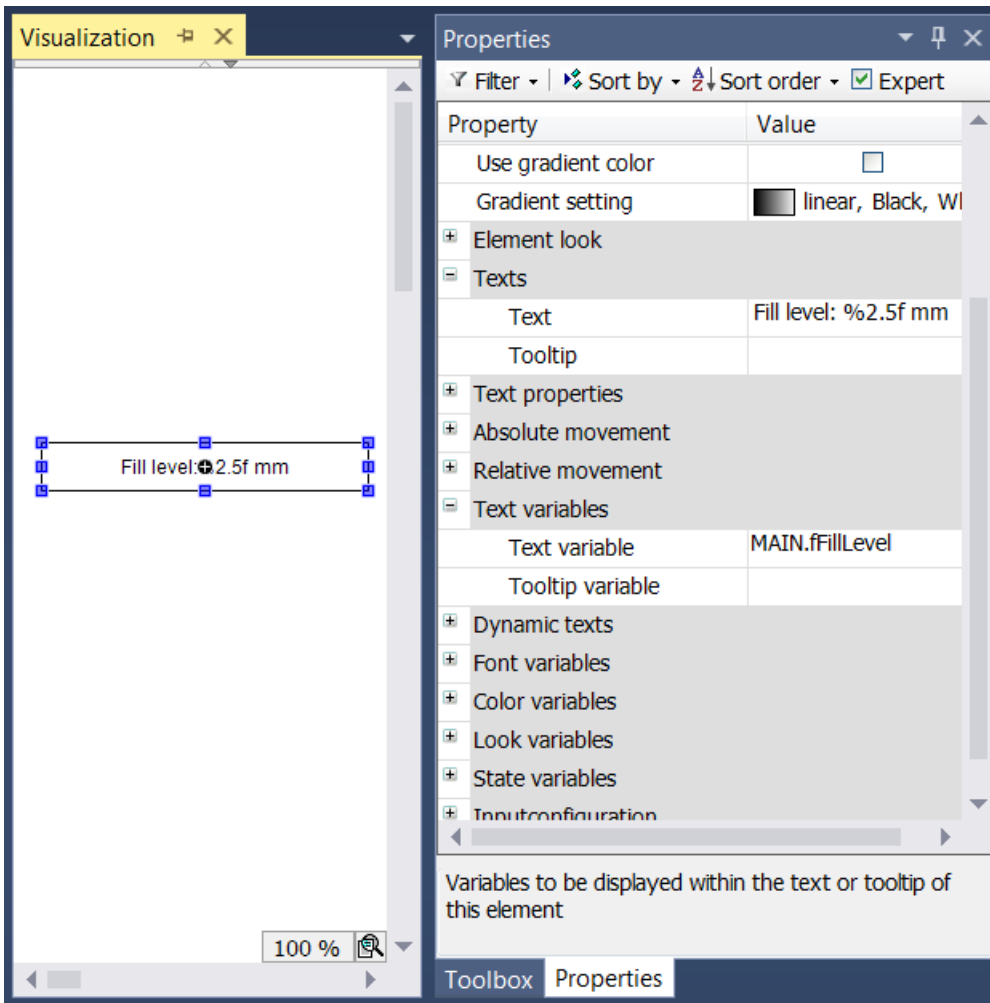 Visualization
Fill level: 2.5f mm
100 %
Properties
Filter
Sort by
Sort order
Expert
Property Value
Use gradient color
Gradient setting linear, Black, Wl
Element look
Texts
Text Fill level: %2.5f mm
Tooltip
Text properties
Absolute movement
Relative movement
Text variables
Text variable MAIN.fFillLevel
Tooltip variable
Dynamic texts
Font variables
Color variables
Look variables
State variables
Inputconfiguration
Variables to be displayed within the text or tooltip of
this element
Toolbox Properties